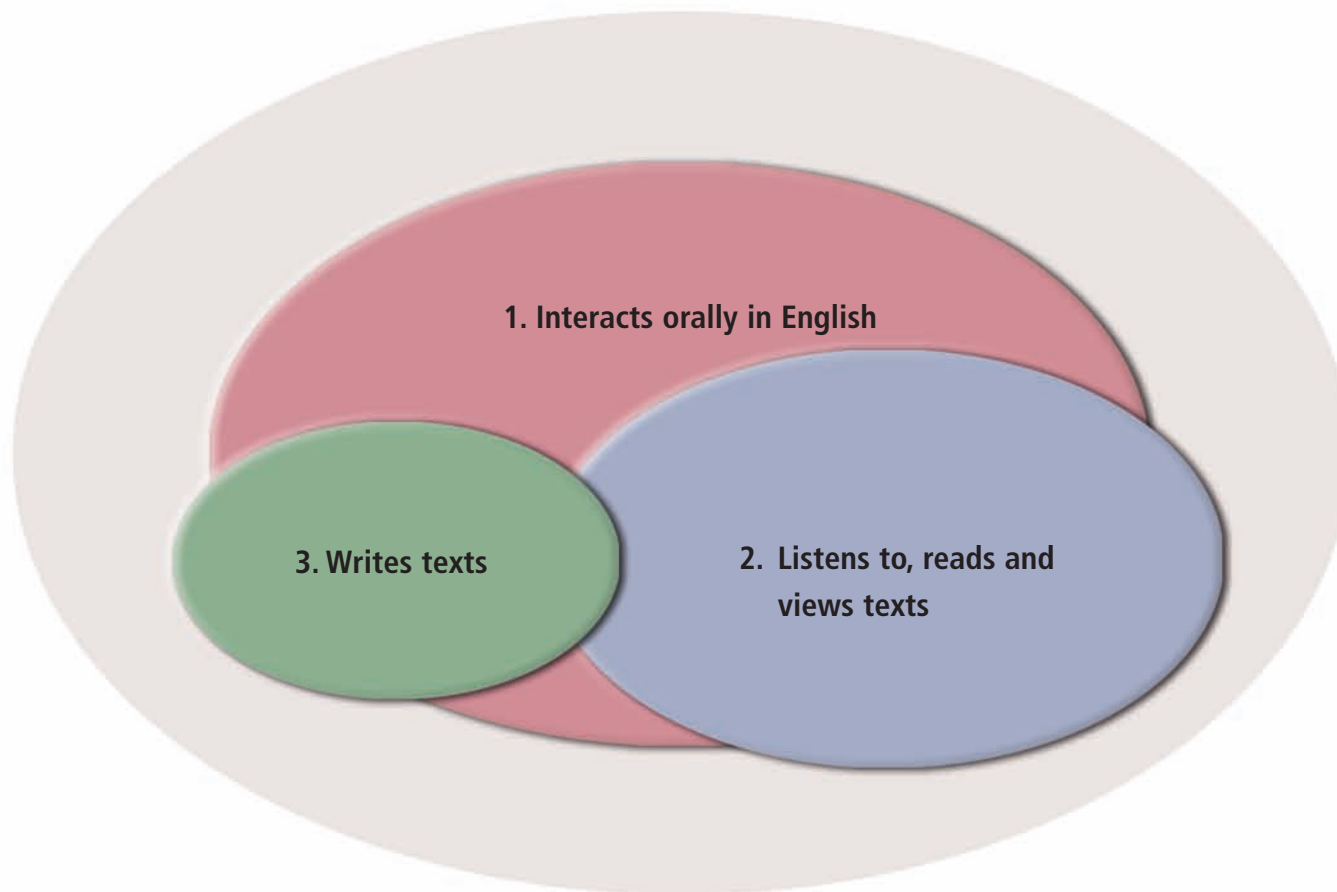 1. Interacts orally in English
3. Writes texts
2. Listens to, reads and
views texts